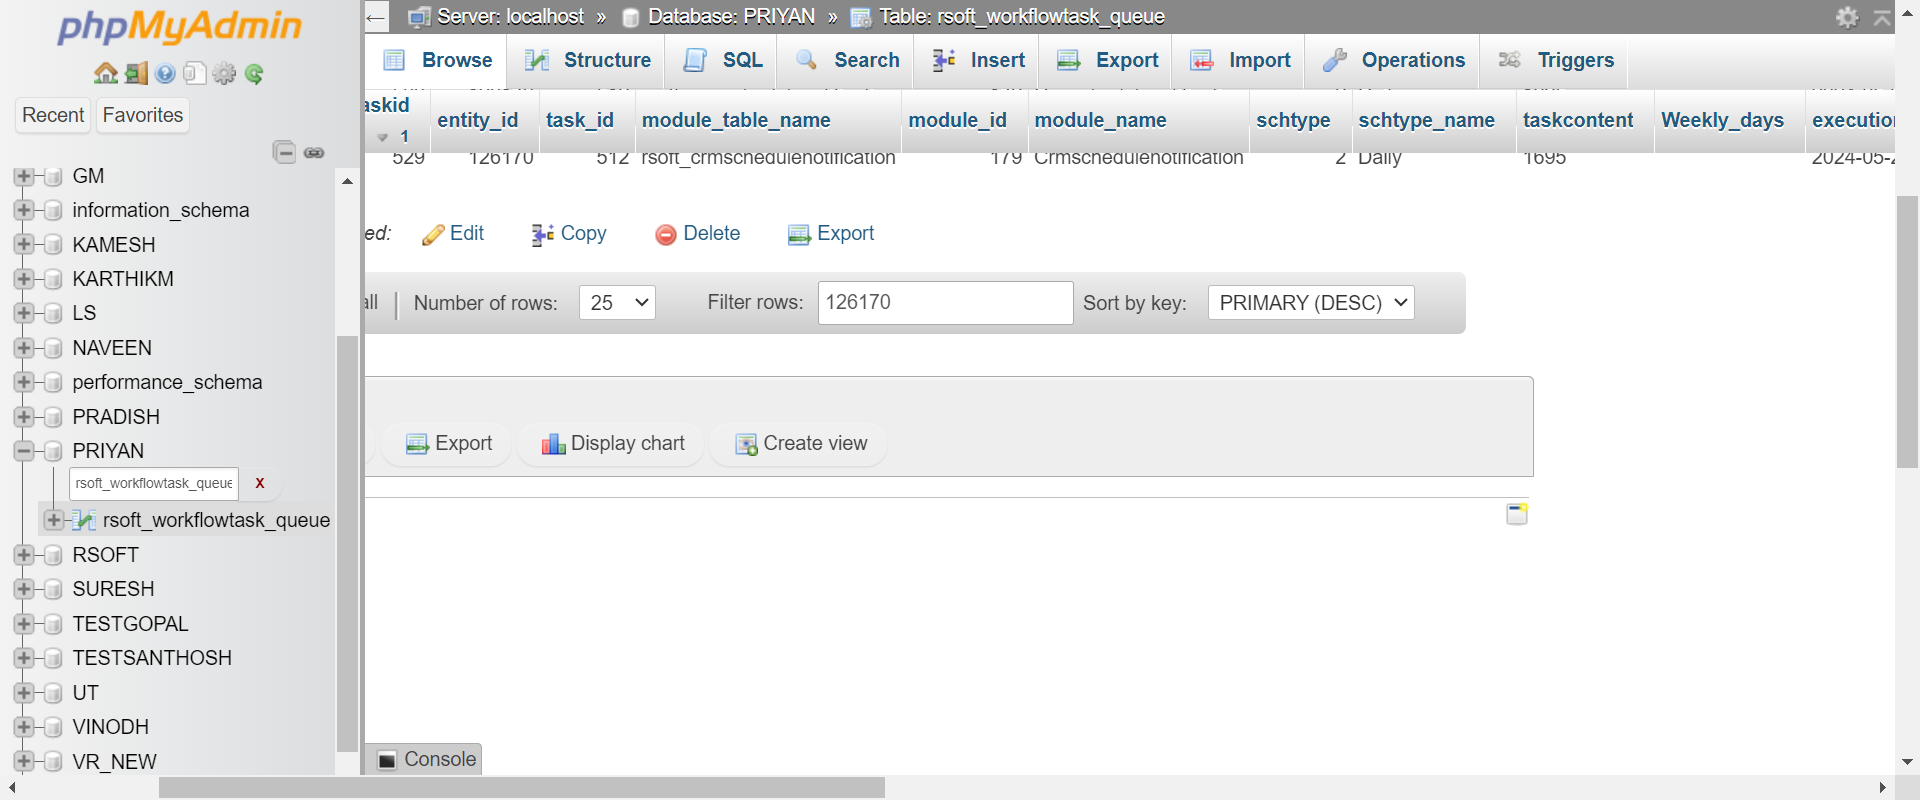 phpMyAdmin
Recent
Favorites
GM
information_schema
KAMESH
KARTHIKM
LS
NAVEEN
performance_schema
PRADISH
PRIYAN
rsoft_workflowtask_queue
X
rsoft_workflowtask_queue
RSOFT
SURESH
TESTGOPAL
TESTSANTHOSH
UT
VINODH
VR_NEW
← Server: localhost » Database: PRIYAN » Table: rsoft_workflowtask_queue
Browse Structure SQL Search Insert Export Import Operations Triggers
askid 1 entity_id task_id module_table_name module_id module_name schtype schtype_name taskcontent Weekly_days execution
529 126170 512 rsoft_crmschedulenotification 179 Crmschedulenotification 2 Daily 1695 2024-05-2
ed: Edit Copy Delete Export
all Number of rows: 25 Filter rows: 126170 Sort by key: PRIMARY (DESC)
Export Display chart Create view
Console